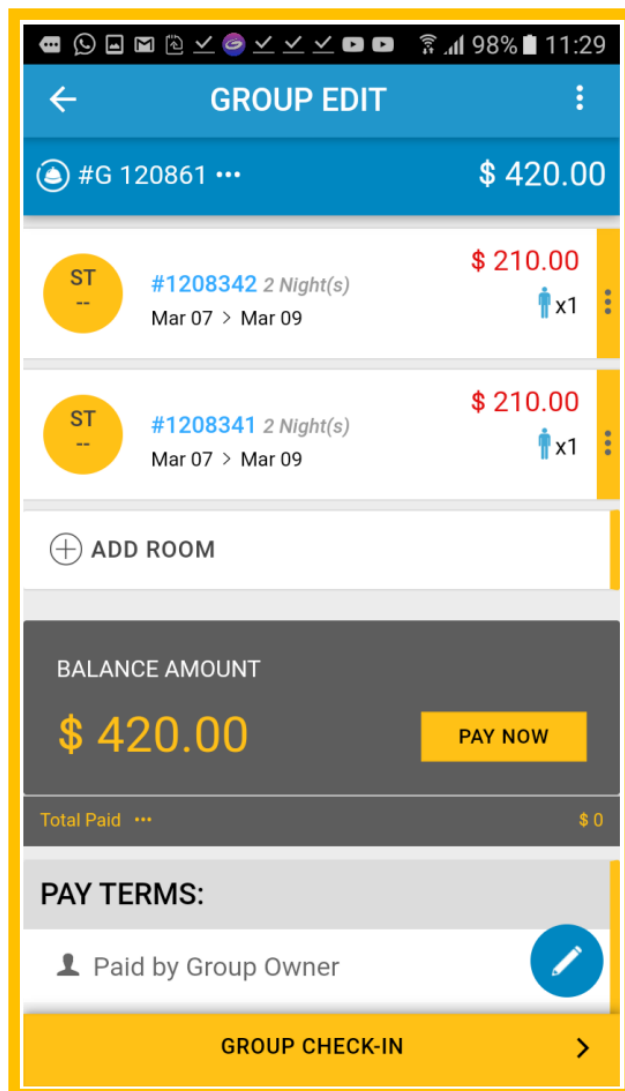 98% 11:29
GROUP EDIT
#G 120861 ••• $ 420.00
ST
--
#1208342 2 Night(s)
Mar 07 > Mar 09
$ 210.00
x1
ST
--
#1208341 2 Night(s)
Mar 07 > Mar 09
$ 210.00
x1
ADD ROOM
BALANCE AMOUNT
$ 420.00
PAY NOW
Total Paid ••• $ 0
PAY TERMS:
Paid by Group Owner
GROUP CHECK-IN >